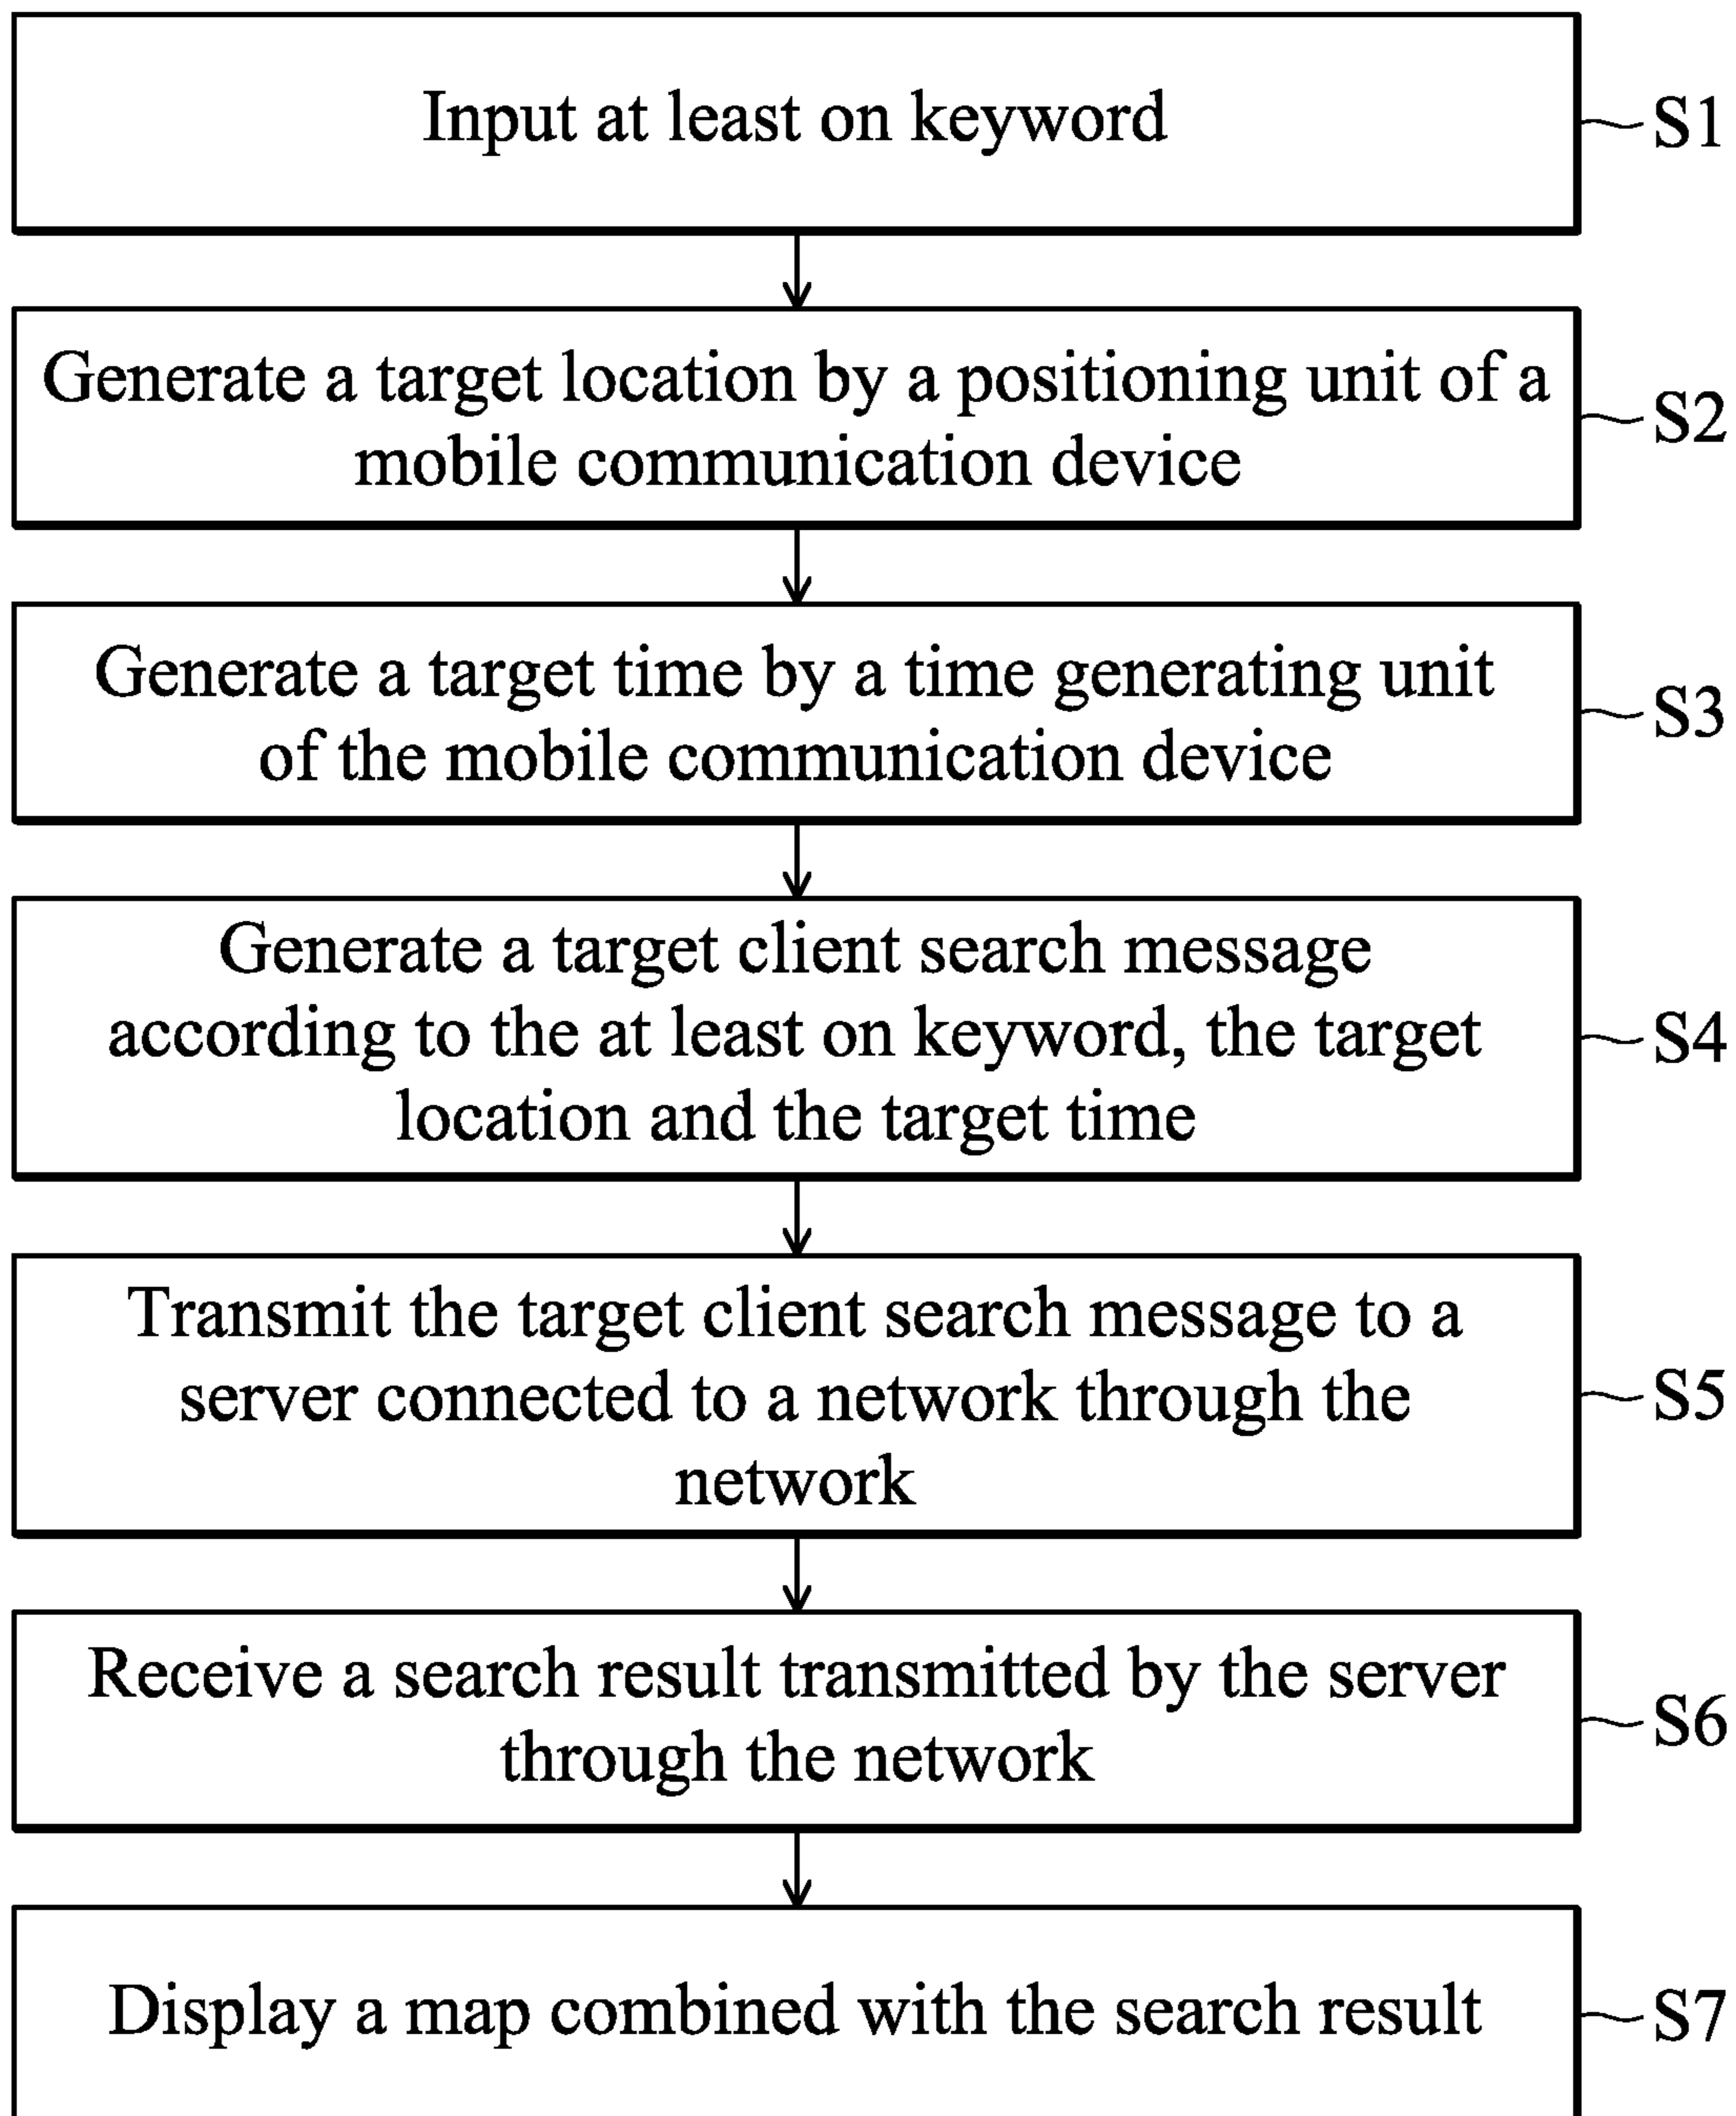 Input at least on keyword
S1
Generate a target location by a positioning unit of a
mobile communication device
S2
Generate a target time by a time generating unit
of the mobile communication device
S3
Generate a target client search message
according to the at least on keyword, the target
location and the target time
S4
Transmit the target client search message to a
server connected to a network through the
network
S5
Receive a search result transmitted by the server
through the network
S6
Display a map combined with the search result
S7